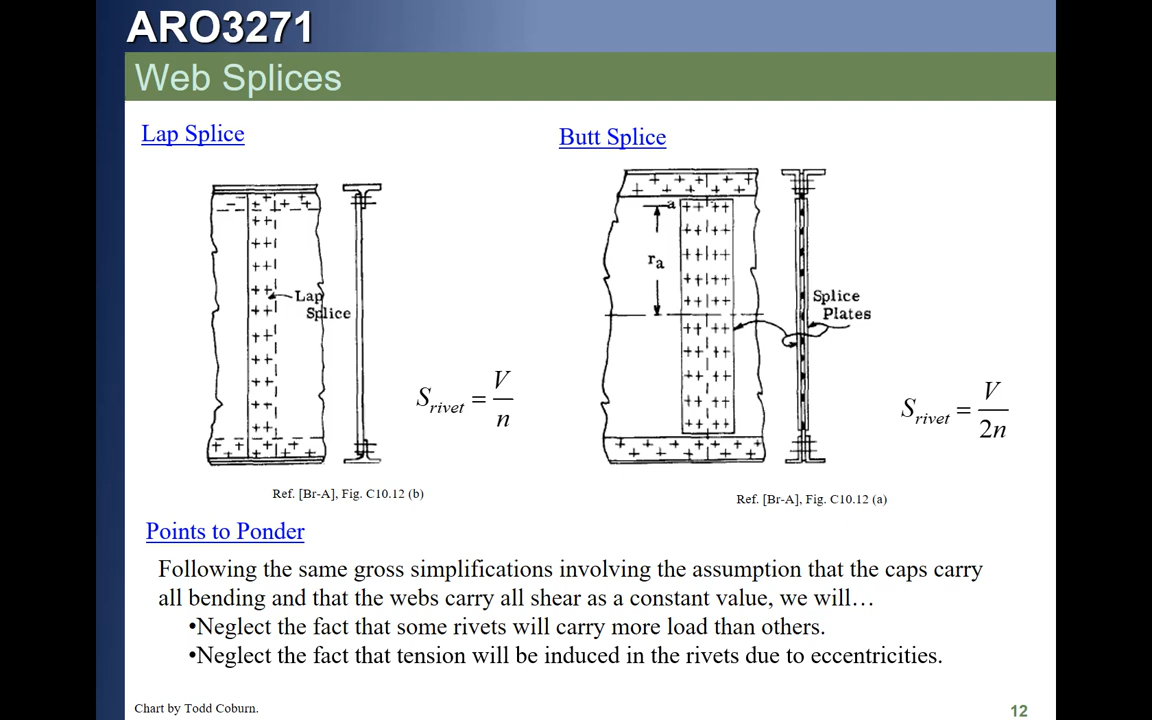 ARO3271
Web Splices
Lap Splice
Butt Splice
Lap
Splice
a
ra
Splice
Plates
S_rivet = V/n
S_rivet = V/2n
Ref. [Br-A], Fig. C10.12 (b)
Ref. [Br-A], Fig. C10.12 (a)
Points to Ponder
Following the same gross simplifications involving the assumption that the caps carry
all bending and that the webs carry all shear as a constant value, we will…
•Neglect the fact that some rivets will carry more load than others.
•Neglect the fact that tension will be induced in the rivets due to eccentricities.
Chart by Todd Coburn.
12